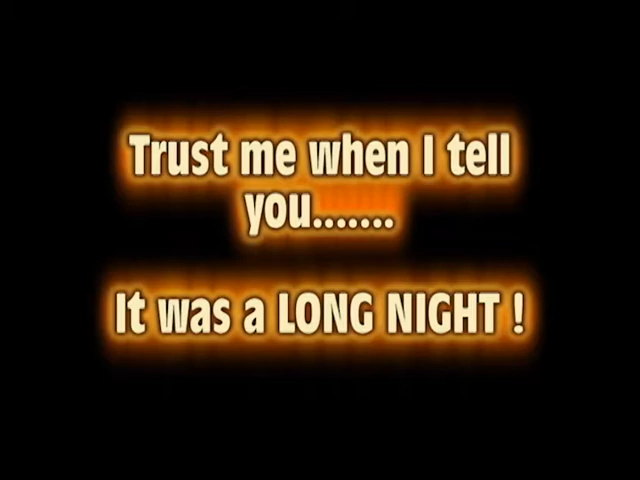 Trust me when I tell
you.......
It was a LONG NIGHT !